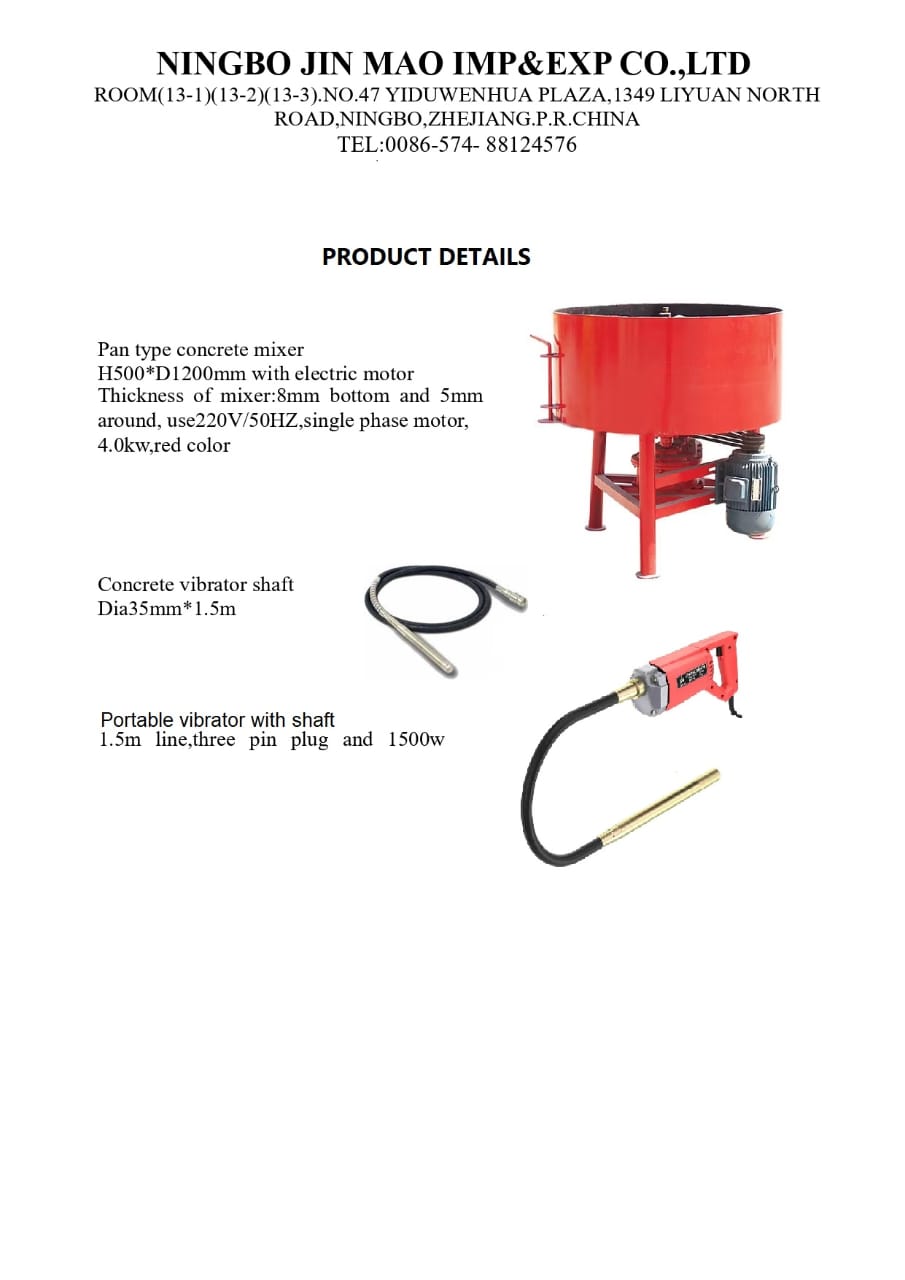 NINGBO JIN MAO IMP&EXP CO.,LTD
ROOM(13-1)(13-2)(13-3).NO.47 YIDUWENHUA PLAZA,1349 LIYUAN NORTH
ROAD,NINGBO,ZHEJIANG.P.R.CHINA
TEL:0086-574- 88124576
PRODUCT DETAILS
Pan type concrete mixer
H500*D1200mm with electric motor
Thickness of mixer:8mm bottom and 5mm
around, use220V/50HZ,single phase motor,
4.0kw,red color
Concrete vibrator shaft
Dia35mm*1.5m
Portable vibrator with shaft
1.5m line,three pin plug and 1500w